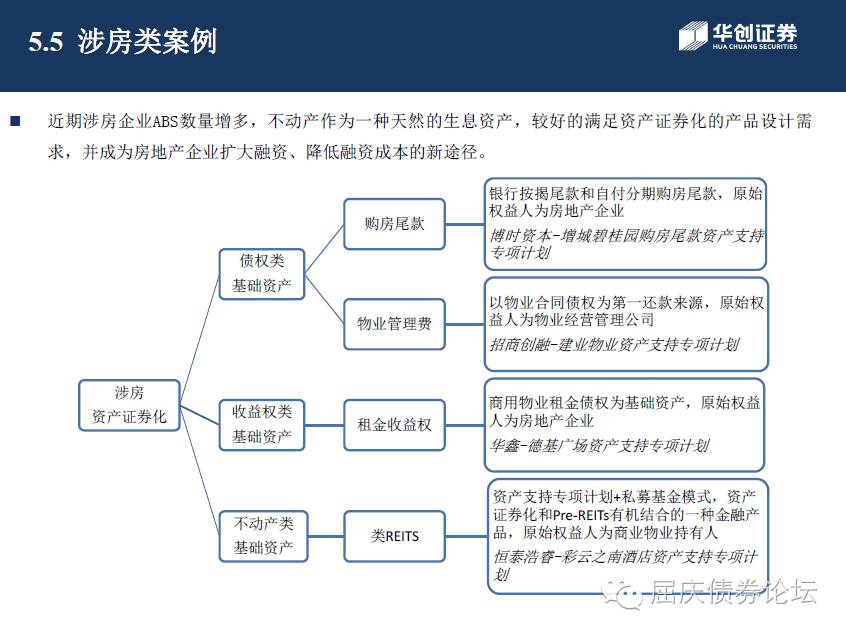 5.5 涉房类案例
华创证券
HUA CHUANG SECURITIES
近期涉房企业ABS数量增多，不动产作为一种天然的生息资产，较好的满足资产证券化的产品设计需
求，并成为房地产企业扩大融资、降低融资成本的新途径。
涉房
资产证券化
债权类
基础资产
购房尾款
银行按揭尾款和自付分期购房尾款，原始
权益人为房地产企业
博时资本-增城碧桂园购房尾款资产支持
专项计划
物业管理费
以物业合同债权为第一还款来源，原始权
益人为物业经营管理公司
招商创融-建业物业资产支持专项计划
收益权类
基础资产
租金收益权
商用物业租金债权为基础资产，原始权益
人为房地产企业
华鑫-德基广场资产支持专项计划
不动产类
基础资产
类REITS
资产支持专项计划+私募基金模式，资产
证券化和Pre-REITs有机结合的一种金融产
品，原始权益人为商业物业持有人
恒泰浩睿-彩云之南酒店资产支持专项计
划
屈庆债券论坛